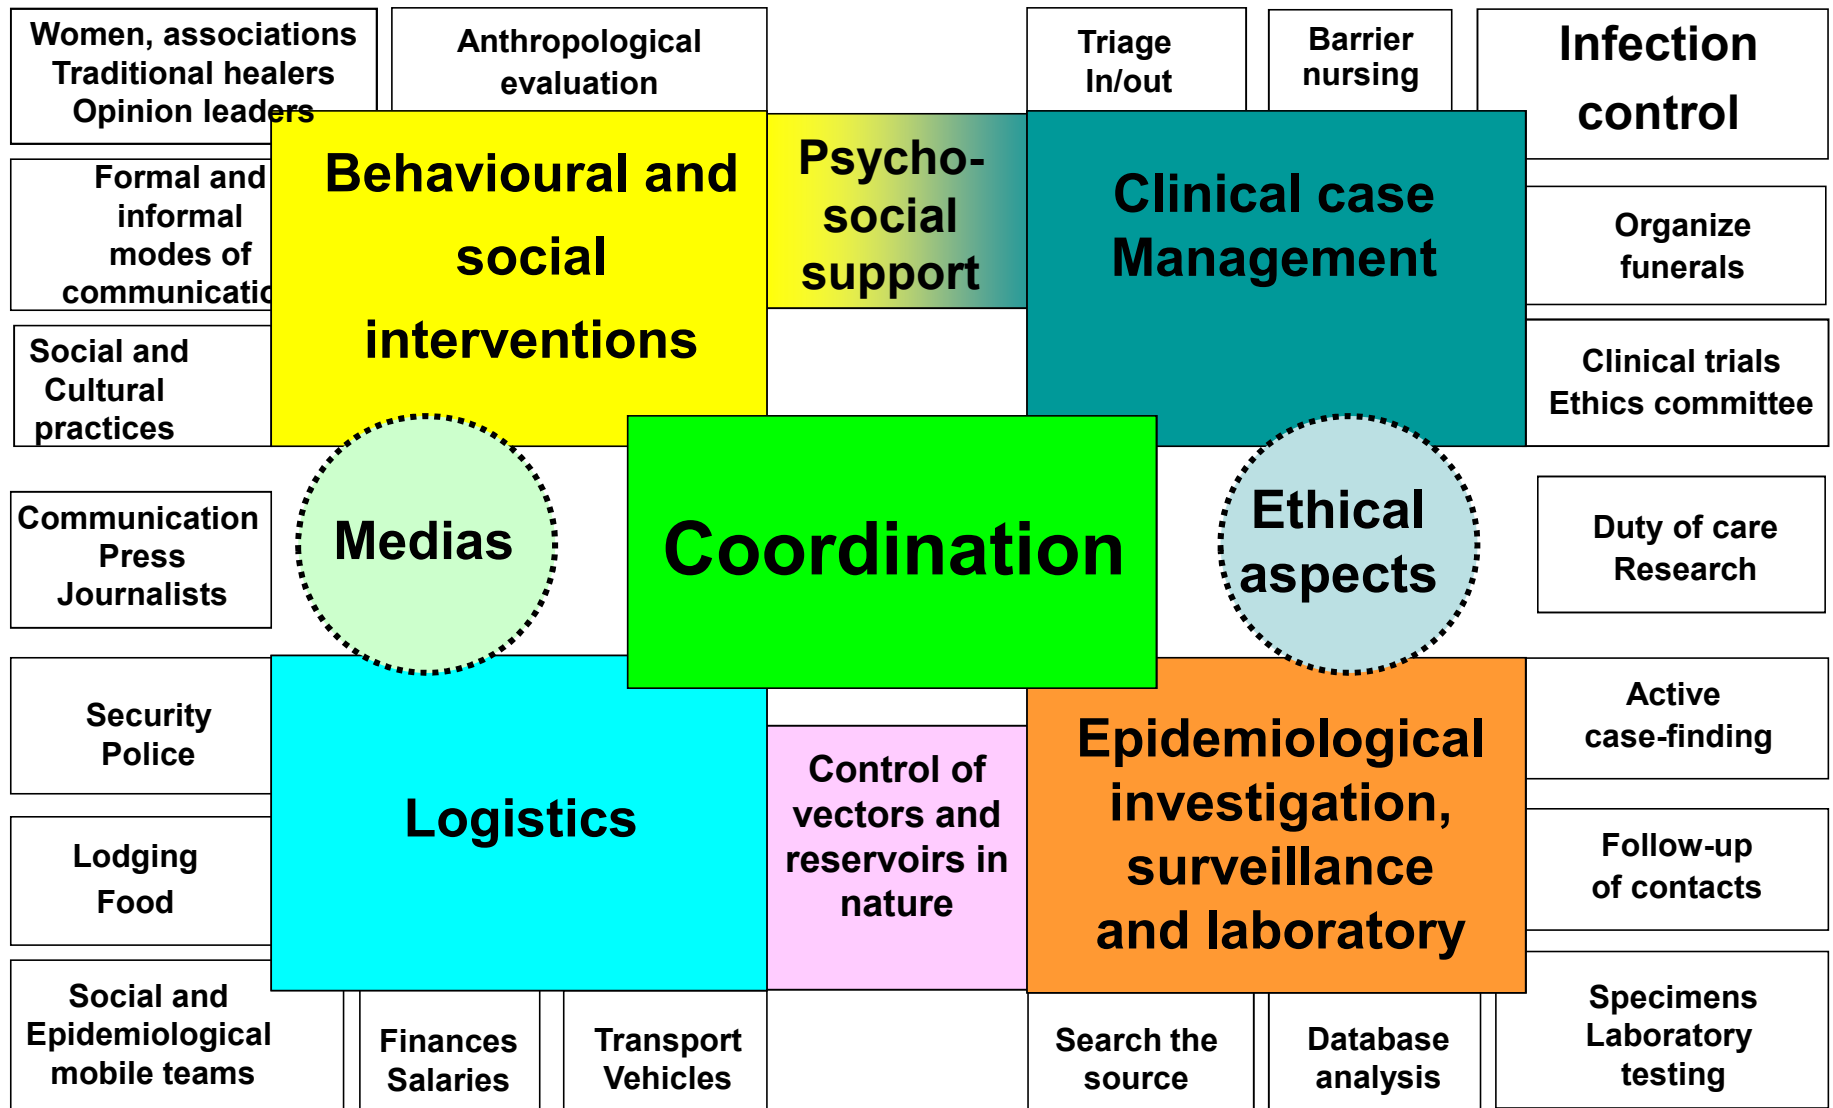 Women, associations
Traditional healers
Opinion leaders
Anthropological
evaluation
Triage
In/out
Barrier
nursing
Infection
control
Formal and
informal
modes of
communicatio
Behavioural and
social
interventions
Psycho-
social
support
Clinical case
Management
Organize
funerals
Social and
Cultural
practices
Clinical trials
Ethics committee
Communication
Press
Journalists
Medias
Coordination
Ethical
aspects
Duty of care
Research
Security
Police
Logistics
Control of
vectors and
reservoirs in
nature
Epidemiological
investigation,
surveillance
and laboratory
Active
case-finding
Lodging
Food
Follow-up
of contacts
Social and
Epidemiological
mobile teams
Finances
Salaries
Transport
Vehicles
Search the
source
Database
analysis
Specimens
Laboratory
testing